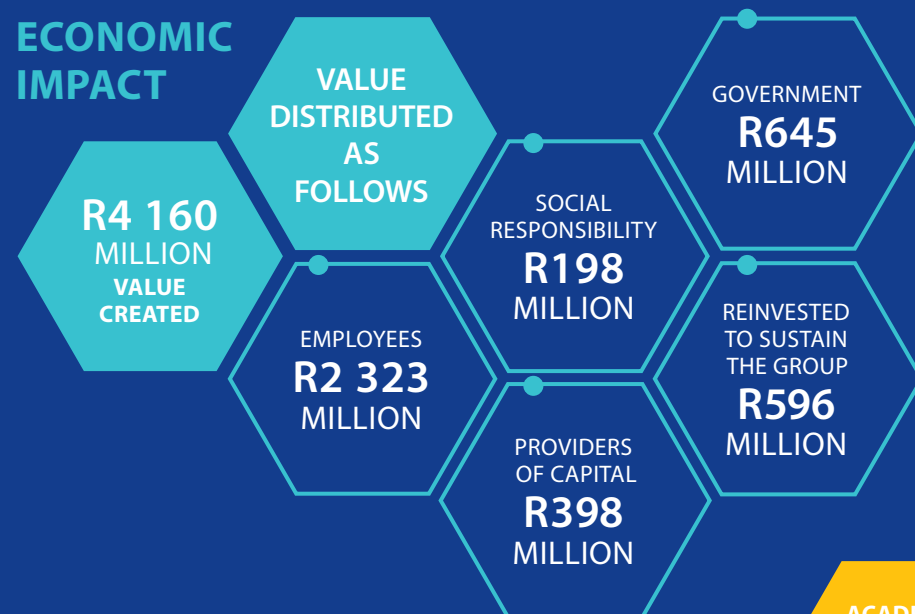 ECONOMIC
IMPACT
R4 160
MILLION
VALUE
CREATED
VALUE
DISTRIBUTED
AS
FOLLOWS
EMPLOYEES
R2 323
MILLION
SOCIAL
RESPONSIBILITY
R198
MILLION
PROVIDERS
OF CAPITAL
R398
MILLION
GOVERNMENT
R645
MILLION
REINVESTED
TO SUSTAIN
THE GROUP
R596
MILLION